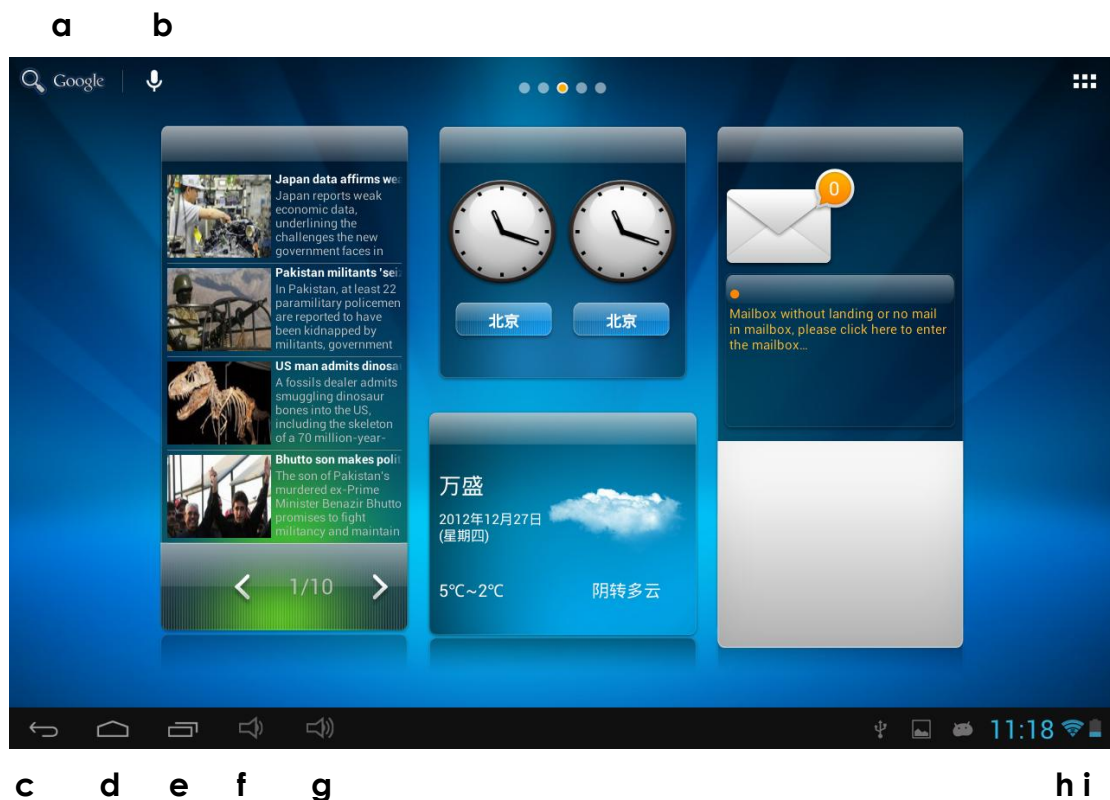 a b
Google
Japan data affirms wea
Japan reports weak
economic data,
underlining the
challenges the new
government faces in
Pakistan militants 'sei
In Pakistan, at least 22
paramilitary policemen
are reported to have
been kidnapped by
militants, government
US man admits dinosa
A fossils dealer admits
smuggling dinosaur
bones into the US,
including the skeleton
of a 70 million-year-
Bhutto son makes polit
The son of Pakistan's
murdered ex-Prime
Minister Benazir Bhutto
promises to fight
militancy and maintain
1/10
北京 北京
万盛
2012年12月27日
(星期四)
5℃~2℃ 阴转多云
0
Mailbox without landing or no mail
in mailbox, please click here to enter
the mailbox...
11:18
c d e f g h i